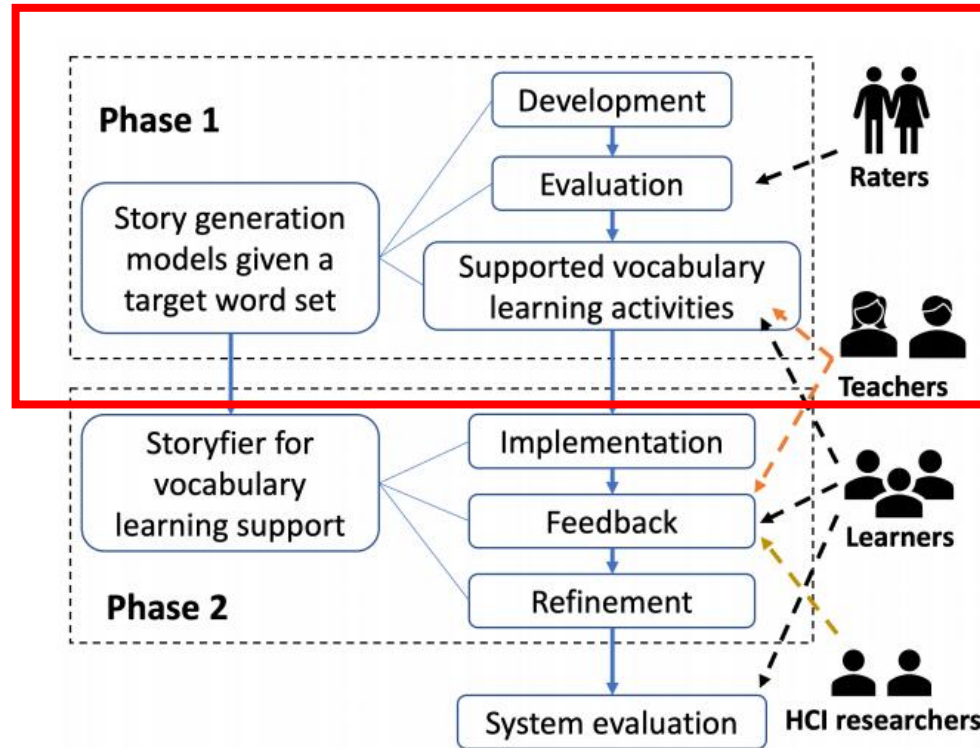 Phase 1
Development
Evaluation
Story generation
models given a
target word set
Supported vocabulary
learning activities
Raters
Teachers
Storyfier for
vocabulary
learning support
Phase 2
Implementation
Feedback
Refinement
Learners
System evaluation
HCI researchers